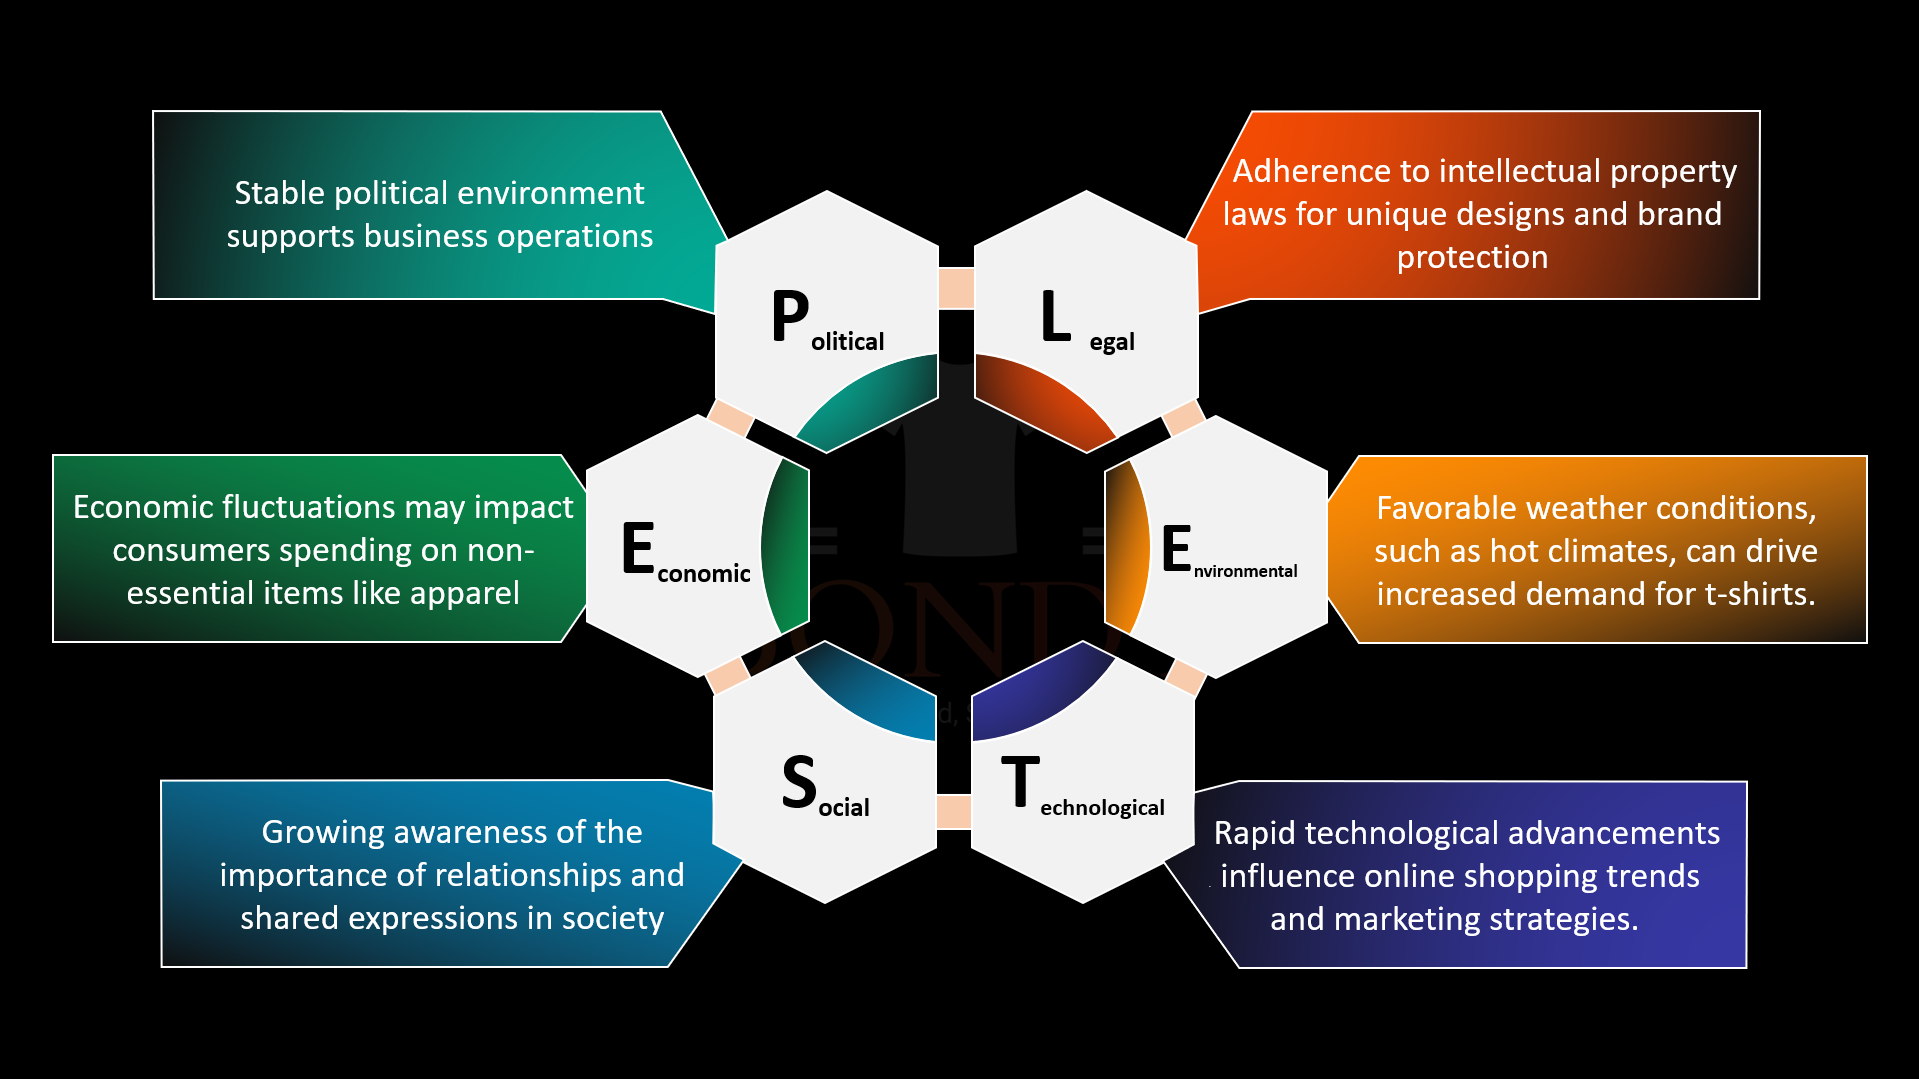 Stable political environment
supports business operations
Adherence to intellectual property
laws for unique designs and brand
protection
Political
Legal
Economic fluctuations may impact
consumers spending on non-
essential items like apparel
Economic
Environmental
Favorable weather conditions,
such as hot climates, can drive
increased demand for t-shirts.
OND
d, S
Social
Technological
Growing awareness of the
importance of relationships and
shared expressions in society
Rapid technological advancements
influence online shopping trends
and marketing strategies.